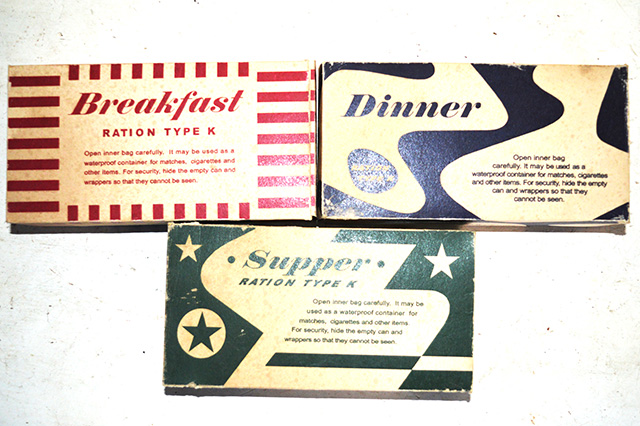 Breakfast
RATION TYPE K
Open inner bag carefully. It may be used as a
waterproof container for matches, cigarettes and
other items. For security, hide the empty can and
wrappers so that they cannot be seen.
Dinner
Open inner bag
carefully. It may be used as a
waterproof container for matches, cigarettes
and other items. For security, hide the empty
can and wrappers so that they
cannot be seen.
• Supper •
RATION TYPE K
Open inner bag carefully. It may be
used as a waterproof container for
matches, cigarettes and other items.
For security, hide the empty can and
wrappers so that they cannot be seen.